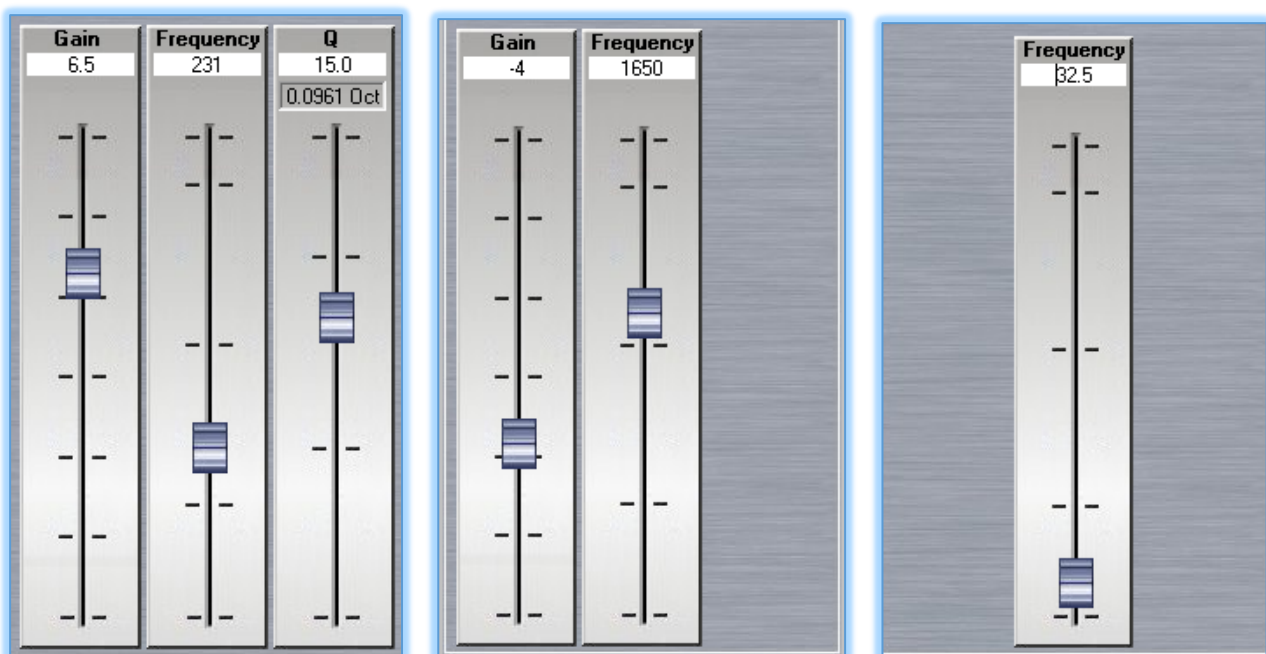 Gain Frequency Q
6.5 231 15.0
0.0961 Oct
Gain Frequency
-4 1650
Frequency
32.5